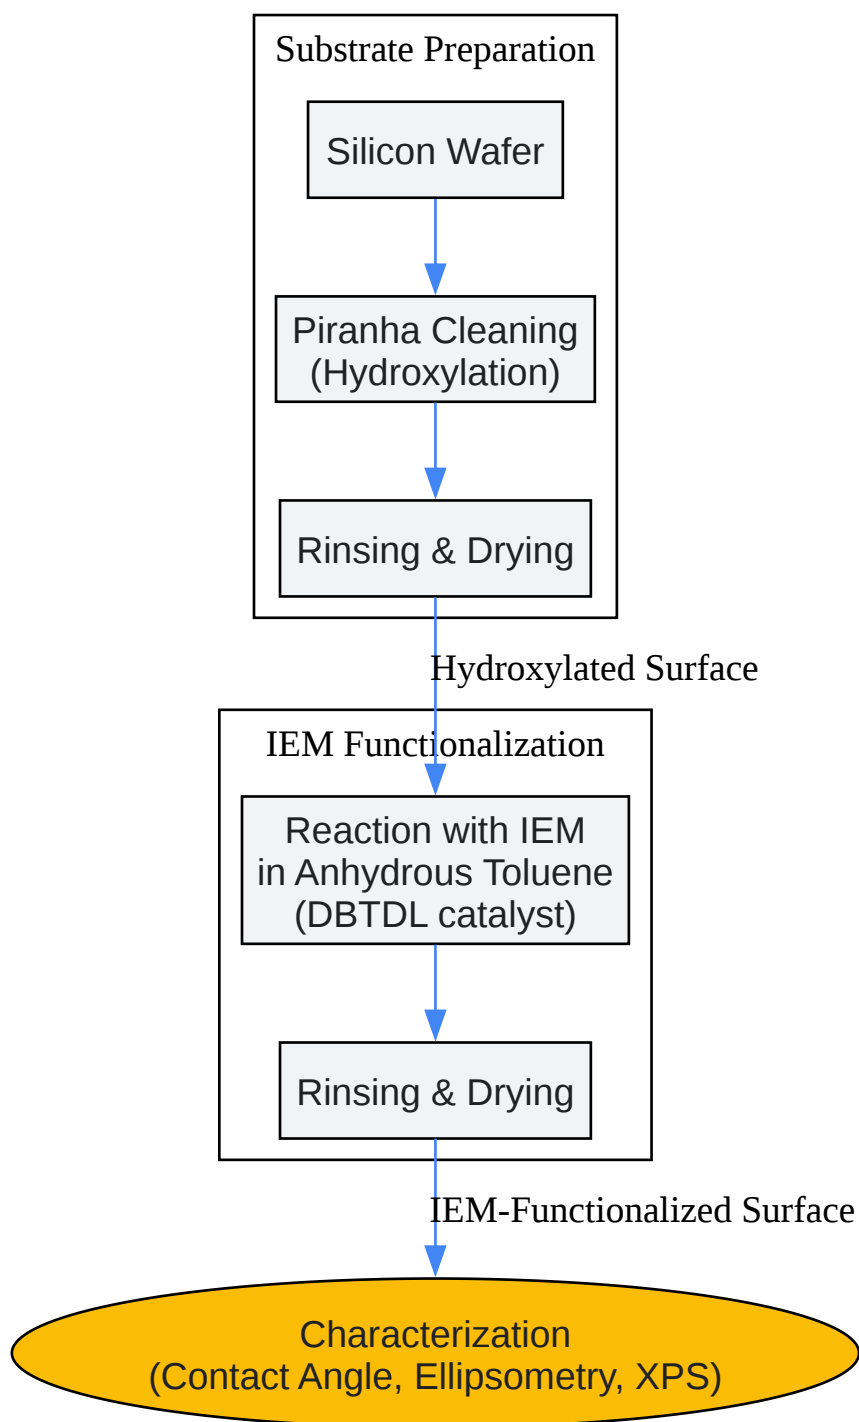 Substrate Preparation
Silicon Wafer
Piranha Cleaning
(Hydroxylation)
Rinsing & Drying
Hydroxylated Surface
IEM Functionalization
Reaction with IEM
in Anhydrous Toluene
(DBTDL catalyst)
Rinsing & Drying
IEM-Functionalized Surface
Characterization
(Contact Angle, Ellipsometry, XPS)